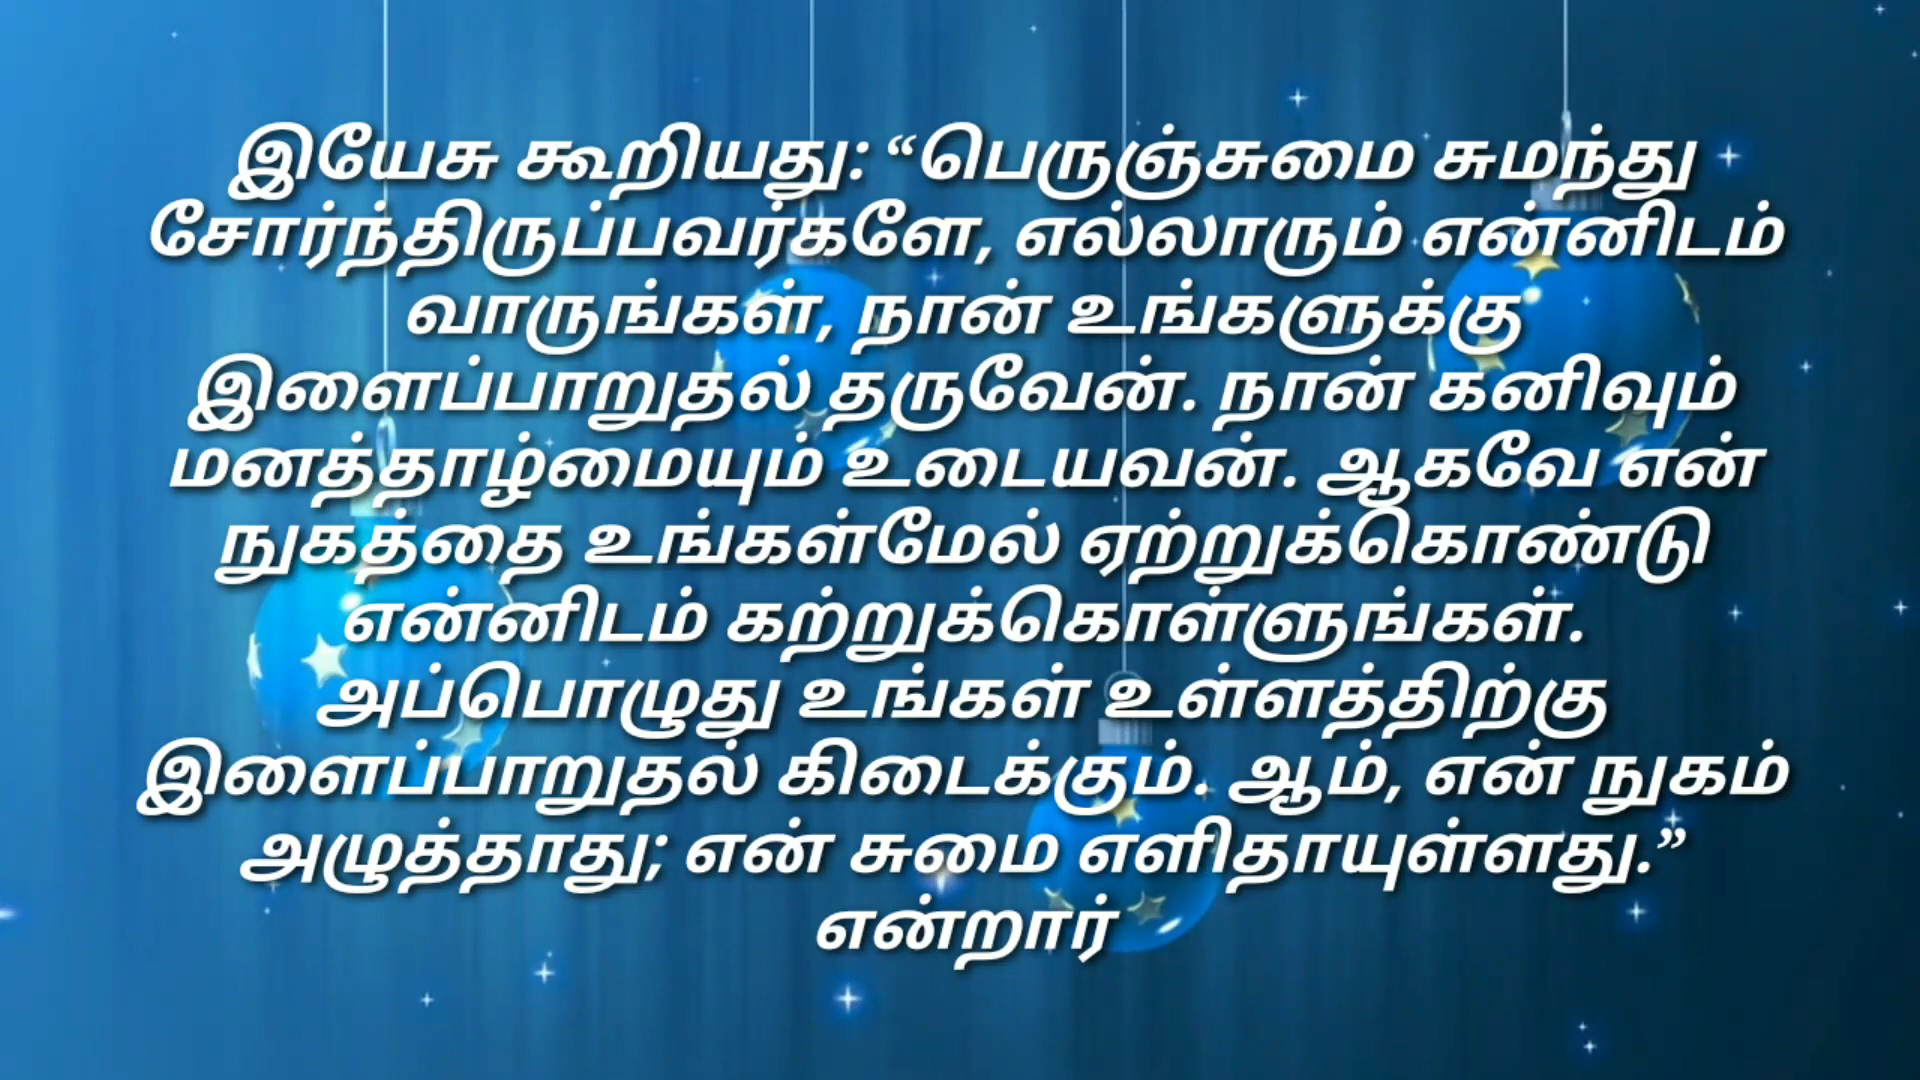 இயேசு கூறியது: “பெருஞ்சுமை சுமந்து
சோர்ந்திருப்பவர்களே, எல்லாரும் என்னிடம்
வாருங்கள், நான் உங்களுக்கு
இளைப்பாறுதல் தருவேன். நான் கனிவும்
மனத்தாழ்மையும் உடையவன். ஆகவே என்
நுகத்தை உங்கள்மேல் ஏற்றுக்கொண்டு
என்னிடம் கற்றுக்கொள்ளுங்கள்.
அப்பொழுது உங்கள் உள்ளத்திற்கு
இளைப்பாறுதல் கிடைக்கும். ஆம், என் நுகம்
அழுத்தாது; என் சுமை எளிதாயுள்ளது.”
என்றார்